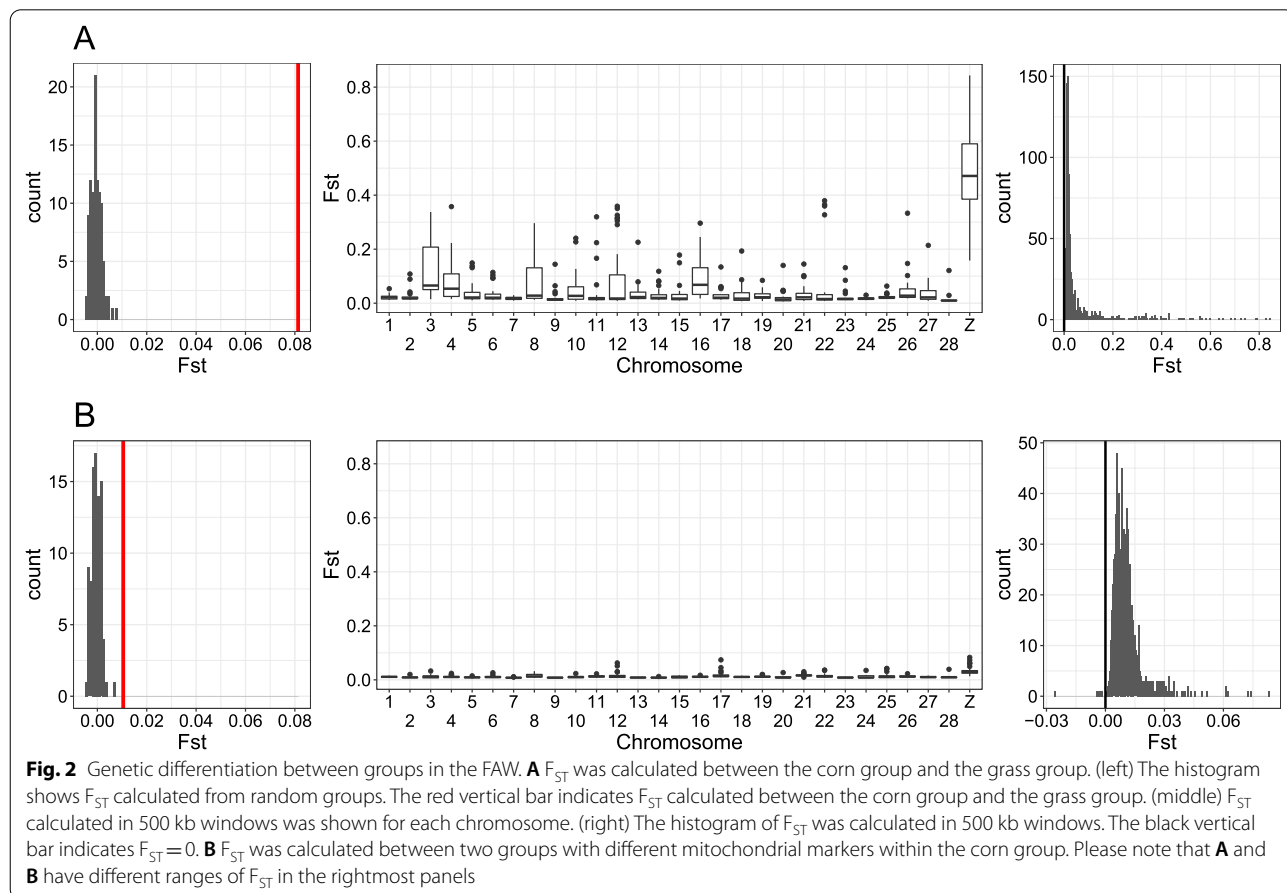 A
20
15
10
5
0
count
0.00 0.02 0.04 0.06 0.08
Fst
0.8
0.6
0.4
0.2
0.0
Fst
1 3 5 7 9 11 13 15 17 19 21 23 25 27 Z
2 4 6 8 10 12 14 16 18 20 22 24 26 28
Chromosome
150
100
50
0
count
0.0 0.2 0.4 0.6 0.8
Fst
B
15
10
5
0
count
0.00 0.02 0.04 0.06 0.08
Fst
0.8
0.6
0.4
0.2
0.0
Fst
1 3 5 7 9 11 13 15 17 19 21 23 25 27 Z
2 4 6 8 10 12 14 16 18 20 22 24 26 28
Chromosome
50
40
30
20
10
0
count
−0.03 0.00 0.03 0.06
Fst
Fig. 2 Genetic differentiation between groups in the FAW. A FST was calculated between the corn group and the grass group. (left) The histogram
shows FST calculated from random groups. The red vertical bar indicates FST calculated between the corn group and the grass group. (middle) FST
calculated in 500 kb windows was shown for each chromosome. (right) The histogram of FST was calculated in 500 kb windows. The black vertical
bar indicates FST = 0. B FST was calculated between two groups with different mitochondrial markers within the corn group. Please note that A and
B have different ranges of FST in the rightmost panels